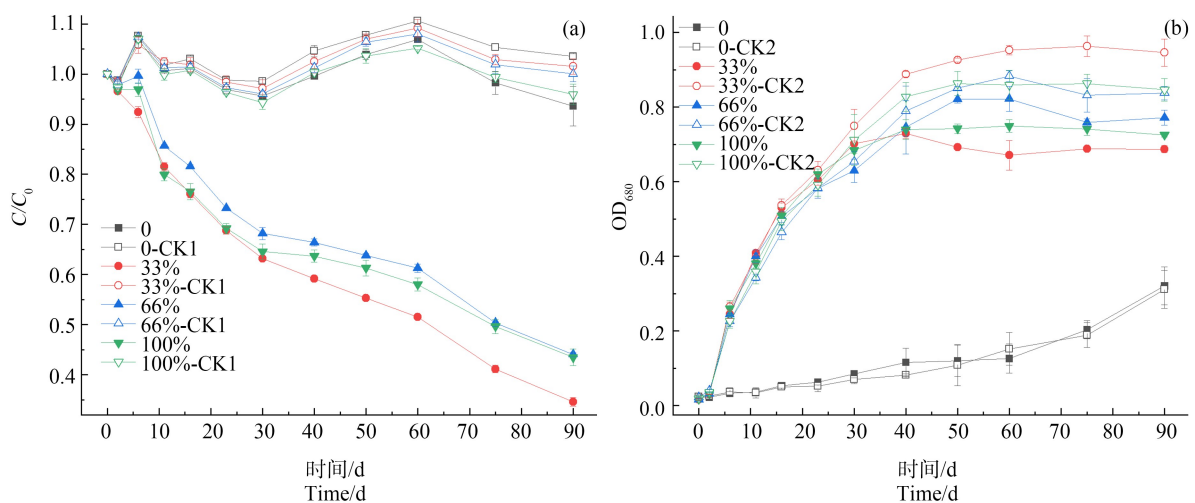 (a)
1.1
1.0
0.9
0.8
0.7
0.6
0.5
0.4
C/C₀
0
0-CK1
33%
33%-CK1
66%
66%-CK1
100%
100%-CK1
0 10 20 30 40 50 60 70 80 90
时间/d
Time/d
(b)
1.0
0.8
0.6
0.4
0.2
0.0
OD₆₈₀
0
0-CK2
33%
33%-CK2
66%
66%-CK2
100%
100%-CK2
0 10 20 30 40 50 60 70 80 90
时间/d
Time/d